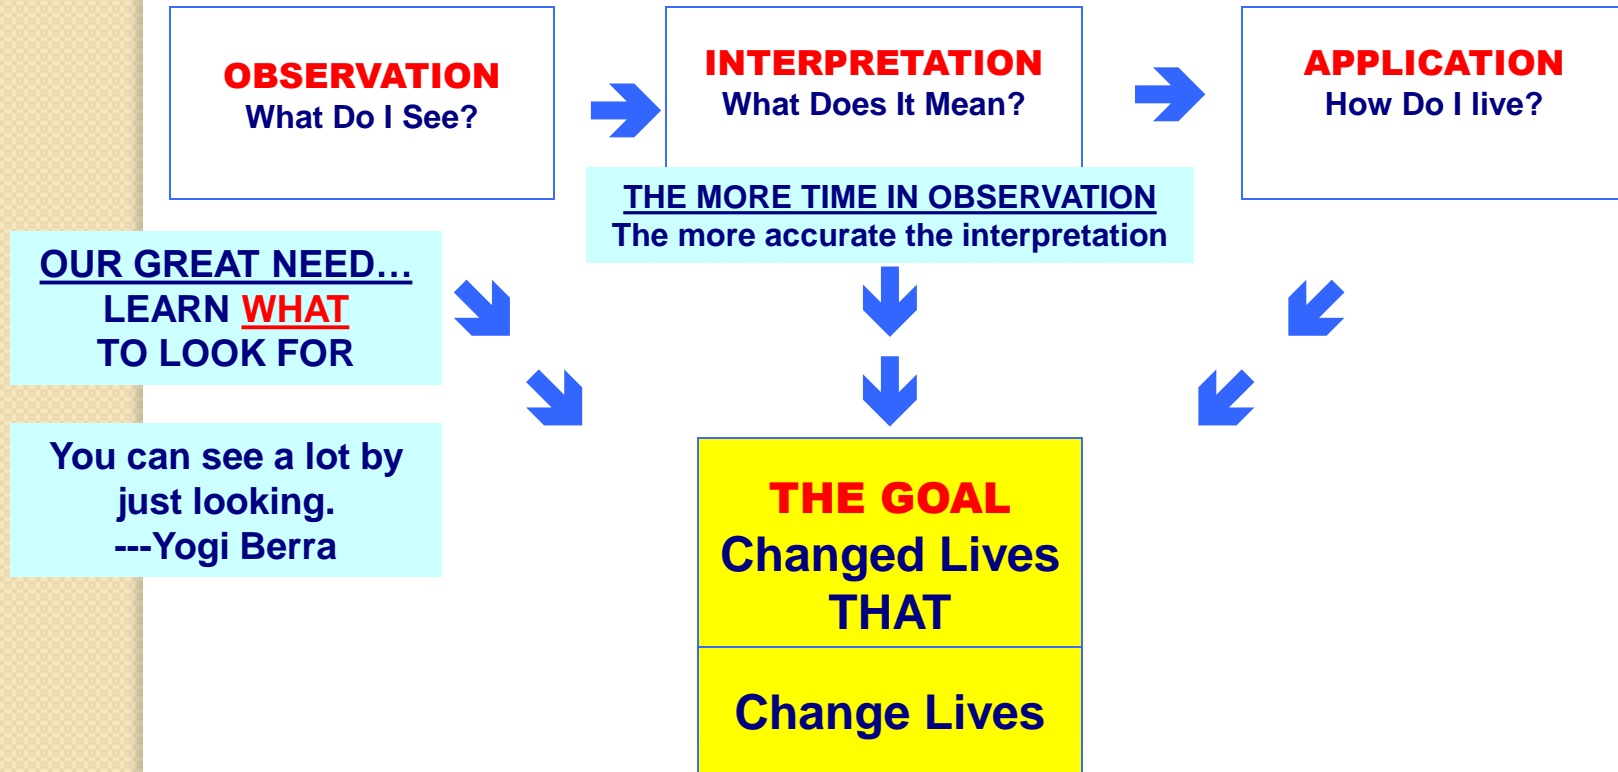 OBSERVATION
What Do I See?
INTERPRETATION
What Does It Mean?
APPLICATION
How Do I live?
THE MORE TIME IN OBSERVATION
The more accurate the interpretation
OUR GREAT NEED…
LEARN WHAT
TO LOOK FOR
You can see a lot by
just looking.
---Yogi Berra
THE GOAL
Changed Lives
THAT
Change Lives